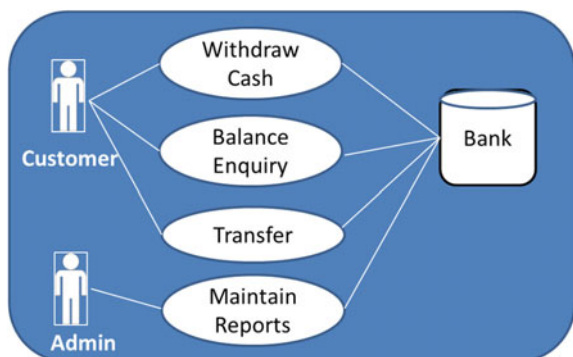 Withdraw
Cash
Customer
Balance
Enquiry
Bank
Transfer
Admin
Maintain
Reports